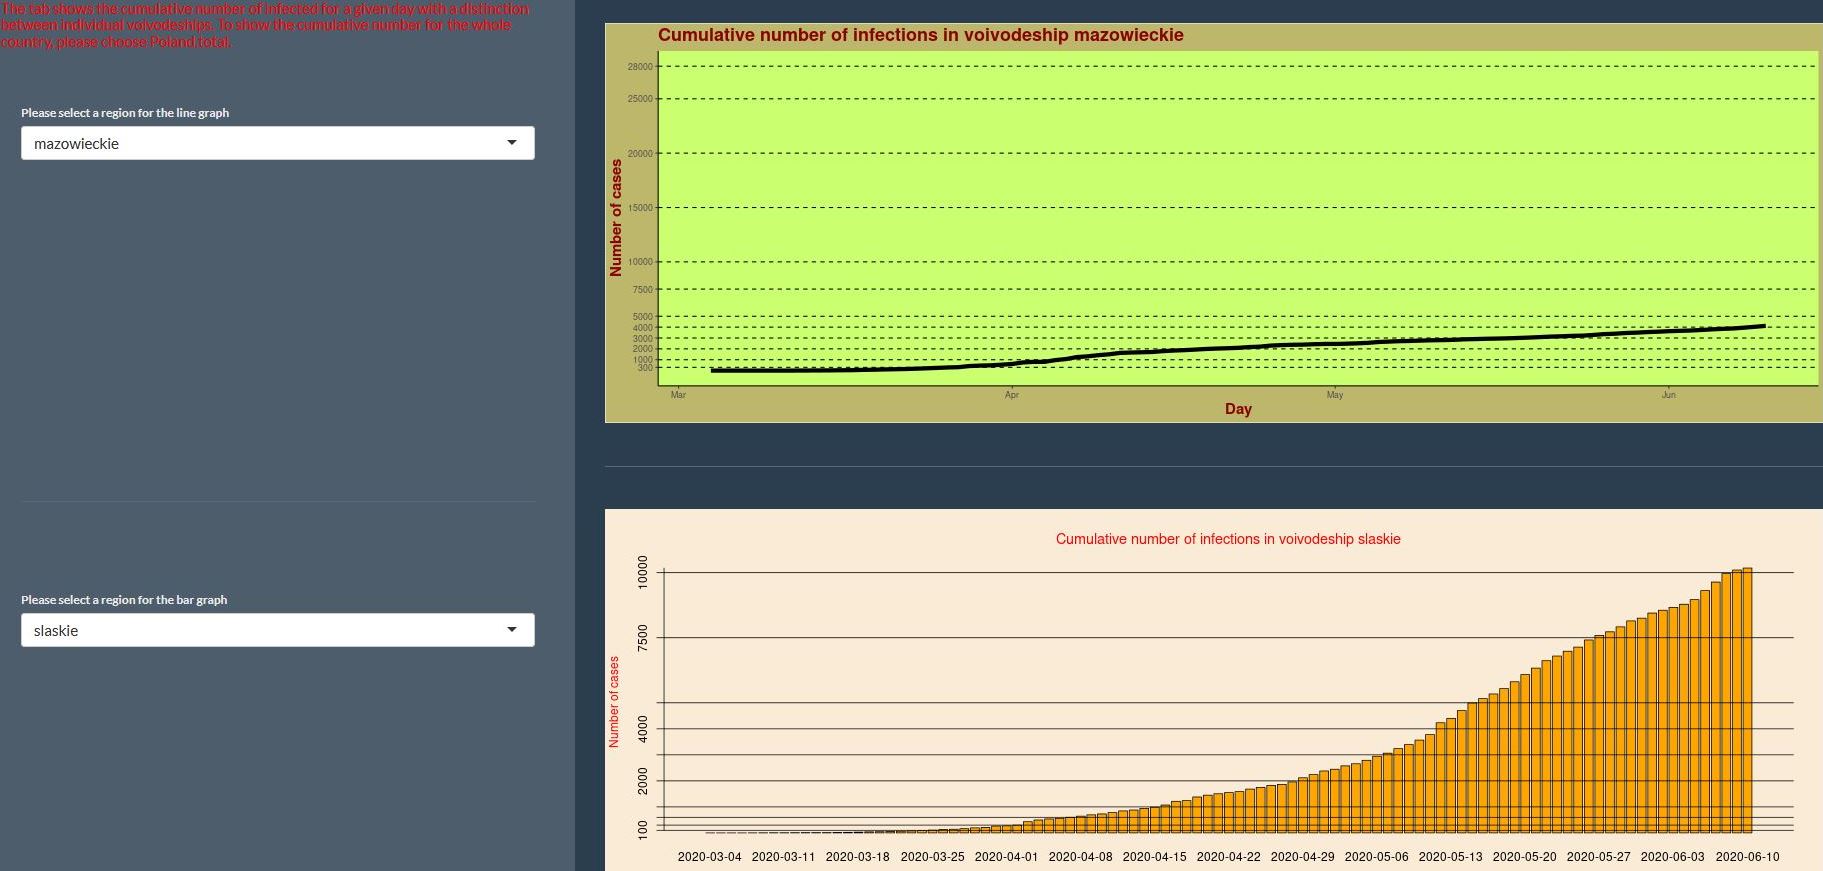 The tab shows the cumulative number of infected for a given day with a distinction
between individual voivodeships. To show the cumulative number for the whole
country, please choose Poland,total.
Please select a region for the line graph
mazowieckie
Please select a region for the bar graph
slaskie
Cumulative number of infections in voivodeship mazowieckie
Number of cases
28000
25000
20000
15000
10000
7500
5000
4000
3000
2000
1000
300
Mar Apr May Jun
Day
Cumulative number of infections in voivodeship slaskie
Number of cases
10000
7500
4000
2000
100
2020-03-04 2020-03-11 2020-03-18 2020-03-25 2020-04-01 2020-04-08 2020-04-15 2020-04-22 2020-04-29 2020-05-06 2020-05-13 2020-05-20 2020-05-27 2020-06-03 2020-06-10